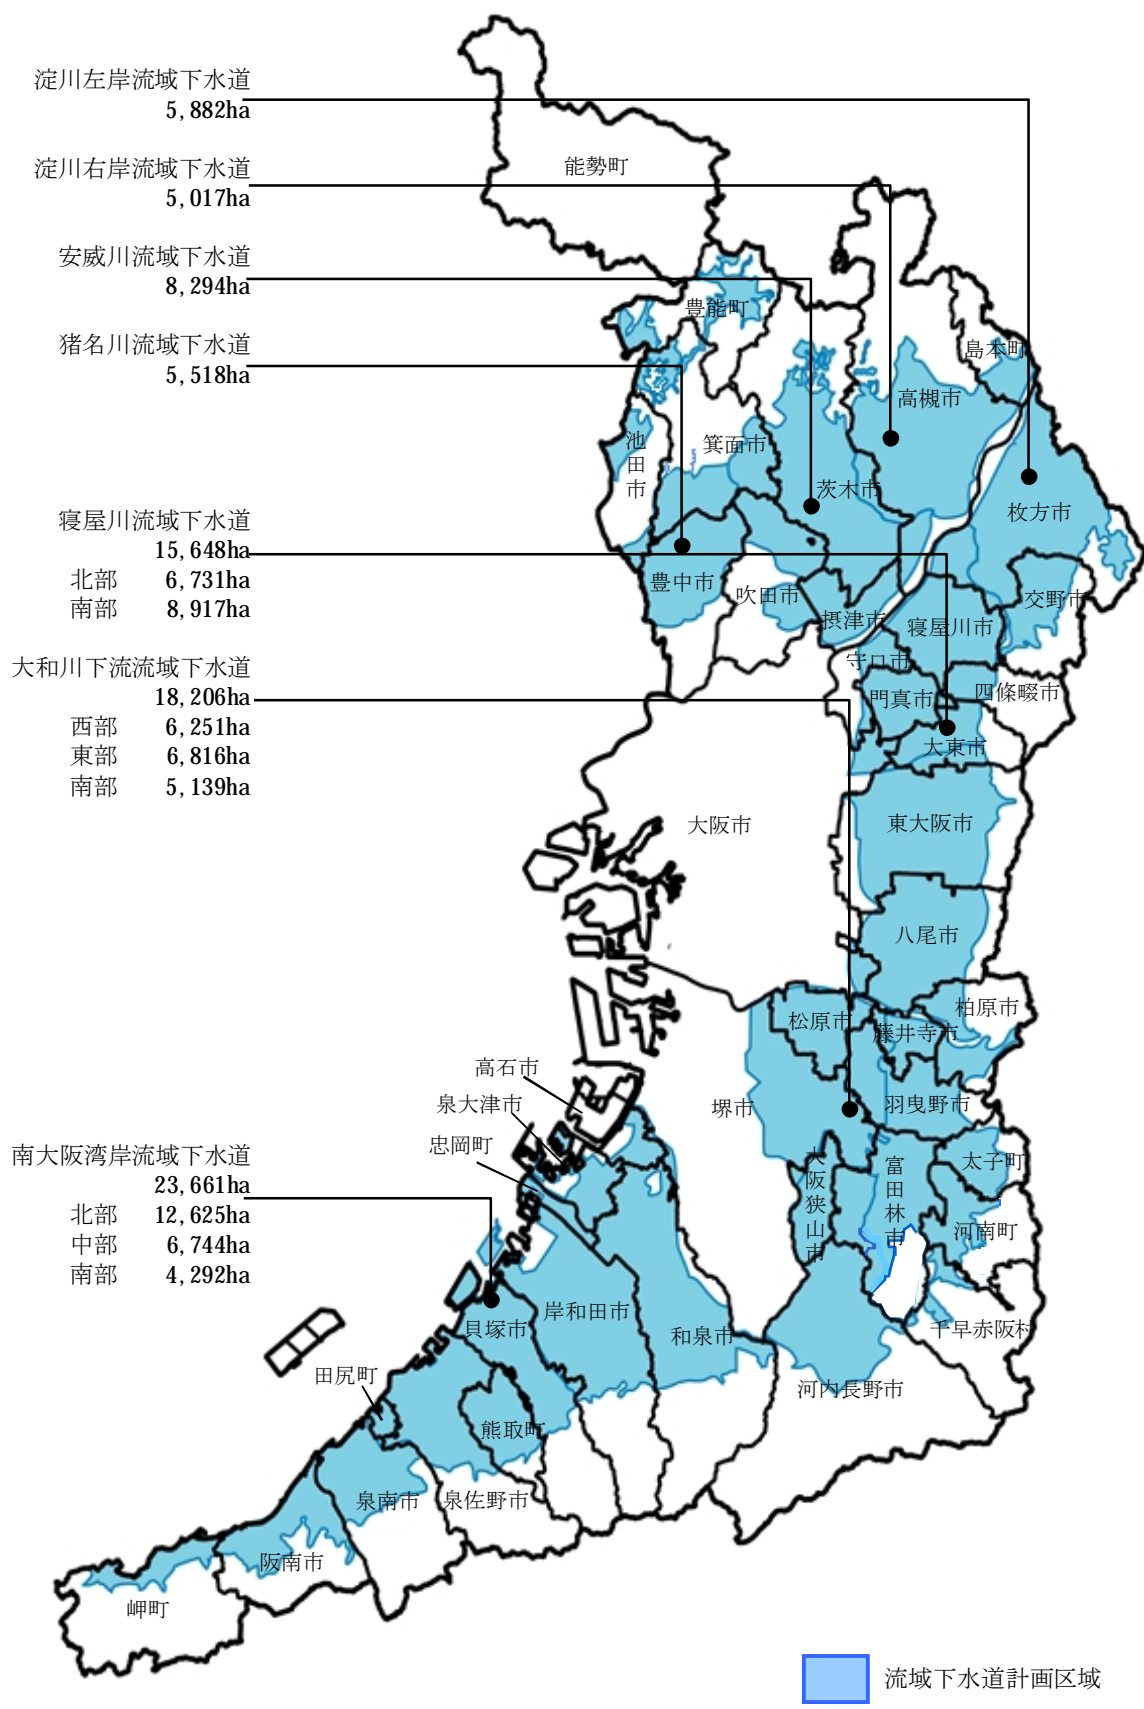 淀川左岸流域下水道
5,882ha
淀川右岸流域下水道
5,017ha
安威川流域下水道
8,294ha
猪名川流域下水道
5,518ha
寝屋川流域下水道
15,648ha
北部 6,731ha
南部 8,917ha
大和川下流流域下水道
18,206ha
西部 6,251ha
東部 6,816ha
南部 5,139ha
南大阪湾岸流域下水道
23,661ha
北部 12,625ha
中部 6,744ha
南部 4,292ha
能勢町
豊能町
島本町
高槻市
池田市
箕面市
茨木市
枚方市
豊中市
吹田市
摂津市
交野市
寝屋川市
守口市
門真市
四條畷市
大東市
大阪市
東大阪市
八尾市
柏原市
松原市
藤井寺市
高石市
泉大津市
忠岡町
堺市
羽曳野市
大阪狭山市
富田林市
太子町
河南町
千早赤阪村
岸和田市
貝塚市
和泉市
河内長野市
田尻町
熊取町
泉南市
泉佐野市
阪南市
岬町
流域下水道計画区域